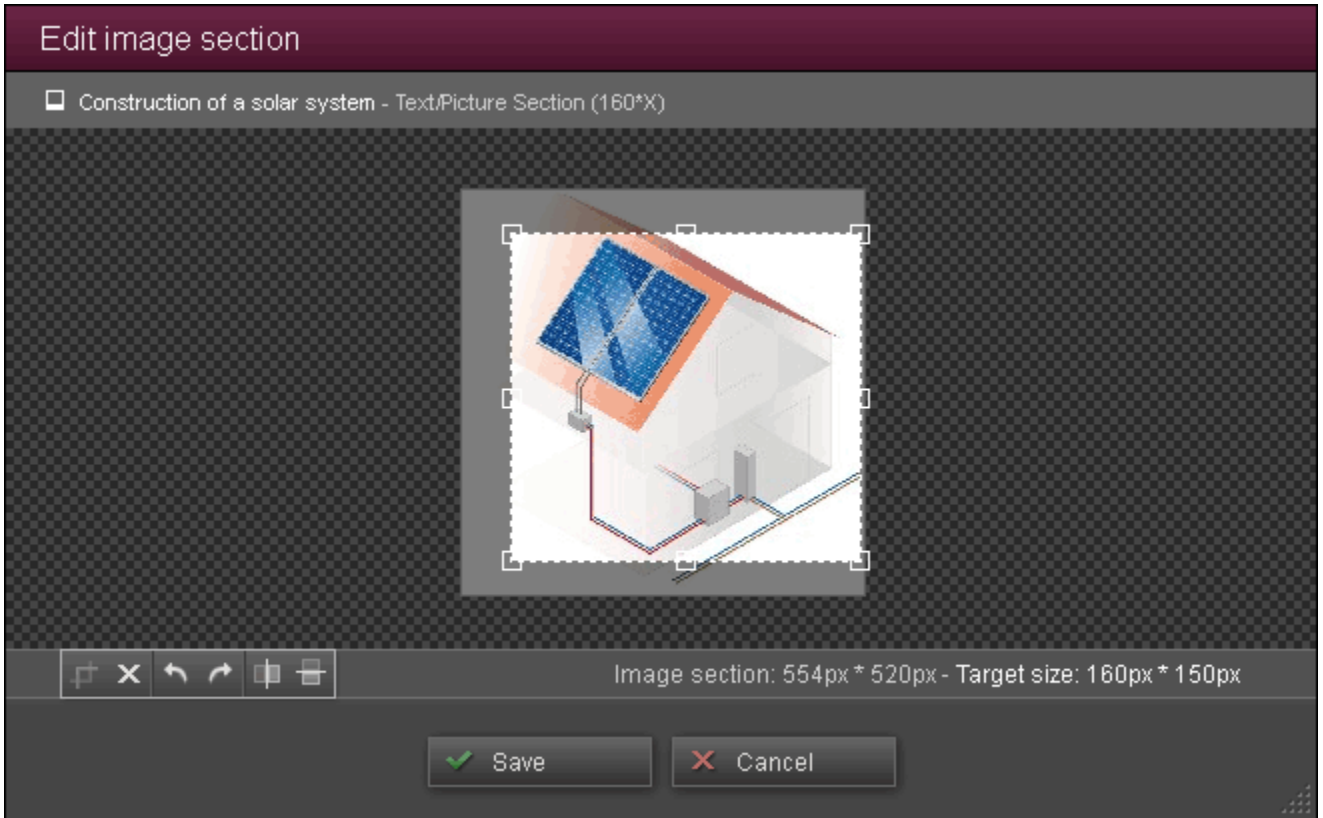 Edit image section
Construction of a solar system - Text/Picture Section (160*X)
Image section: 554px * 520px - Target size: 160px * 150px
Save
Cancel